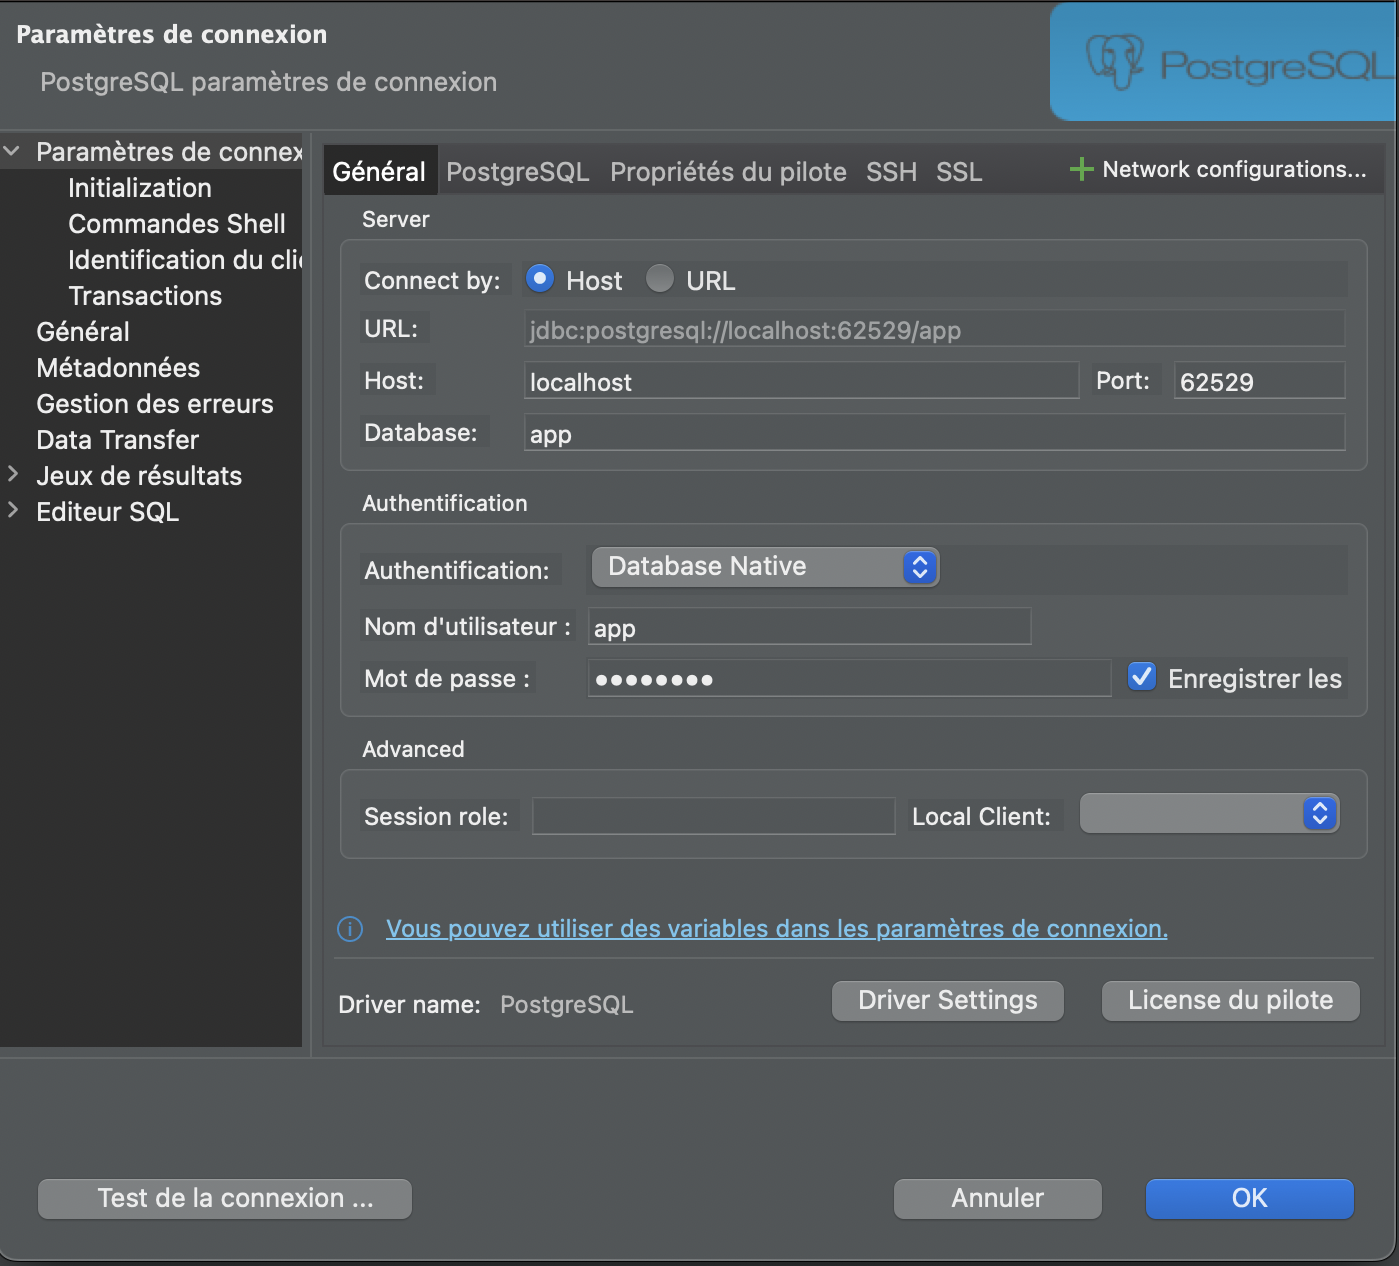 Paramètres de connexion
PostgreSQL paramètres de connexion
PostgreSQL
Paramètres de connex
Initialization
Commandes Shell
Identification du clie
Transactions
Général
Métadonnées
Gestion des erreurs
Data Transfer
Jeux de résultats
Editeur SQL
Général PostgreSQL Propriétés du pilote SSH SSL Network configurations...
Server
Connect by: Host URL
URL: jdbc:postgresql://localhost:62529/app
Host: localhost Port: 62529
Database: app
Authentification
Authentification: Database Native
Nom d'utilisateur : app
Mot de passe : •••••••• Enregistrer les
Advanced
Session role: Local Client:
Vous pouvez utiliser des variables dans les paramètres de connexion.
Driver name: PostgreSQL Driver Settings License du pilote
Test de la connexion ... Annuler OK